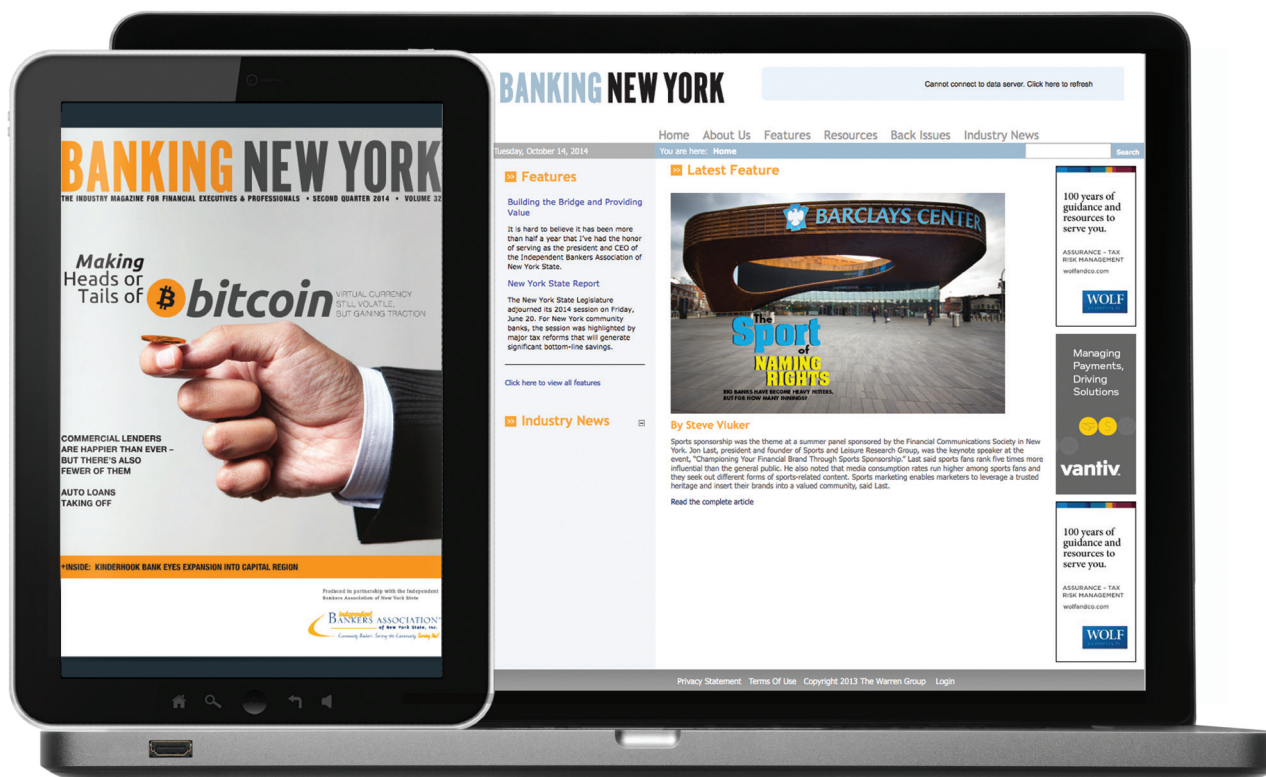 BANKING NEW YORK
THE INDUSTRY MAGAZINE FOR FINANCIAL EXECUTIVES & PROFESSIONALS • SECOND QUARTER 2014 • VOLUME 32
Making
Heads or
Tails of
bitcoin
VIRTUAL CURRENCY
STILL VOLATILE,
BUT GAINING TRACTION
COMMERCIAL LENDERS
ARE HAPPIER THAN EVER –
BUT THERE'S ALSO
FEWER OF THEM
AUTO LOANS
TAKING OFF
+INSIDE: KINDERHOOK BANK EYES EXPANSION INTO CAPITAL REGION
Produced in partnership with the Independent
Bankers Association of New York State
Independent
BANKERS ASSOCIATION
of New York State, Inc.
BANKING NEW YORK
Cannot connect to data server. Click here to refresh
Home About Us Features Resources Back Issues Industry News
Tuesday, October 14, 2014
You are here: Home
Search
Features
Building the Bridge and Providing
Value
It is hard to believe it has been more
than half a year that I've had the honor
of serving as the president and CEO of
the Independent Bankers Association of
New York State.
New York State Report
The New York State Legislature
adjourned its 2014 session on Friday,
June 20. For New York community
banks, the session was highlighted by
major tax reforms that will generate
significant bottom-line savings.
Click here to view all features
Industry News
Latest Feature
BARCLAYS CENTER
The
Sport
of
NAMING
RIGHTS
BIG BANKS HAVE BECOME HEAVY HITTERS,
BUT FOR HOW MANY INNINGS?
By Steve Viuker
Sports sponsorship was the theme at a summer panel sponsored by the Financial Communications Society in New
York. Jon Last, president and founder of Sports and Leisure Research Group, was the keynote speaker at the
event, "Championing Your Financial Brand Through Sports Sponsorship." Last said sports fans rank five times more
influential than the general public. He also noted that media consumption rates run higher among sports fans and
they seek out different forms of sports-related content. Sports marketing enables marketers to leverage a trusted
heritage and insert their brands into a valued community, said Last.
Read the complete article
100 years of
guidance and
resources to
serve you.
ASSURANCE – TAX
RISK MANAGEMENT
wolfandco.com
WOLF
Managing
Payments,
Driving
Solutions
vantiv
100 years of
guidance and
resources to
serve you.
ASSURANCE – TAX
RISK MANAGEMENT
wolfandco.com
WOLF
Privacy Statement Terms Of Use Copyright 2013 The Warren Group Login